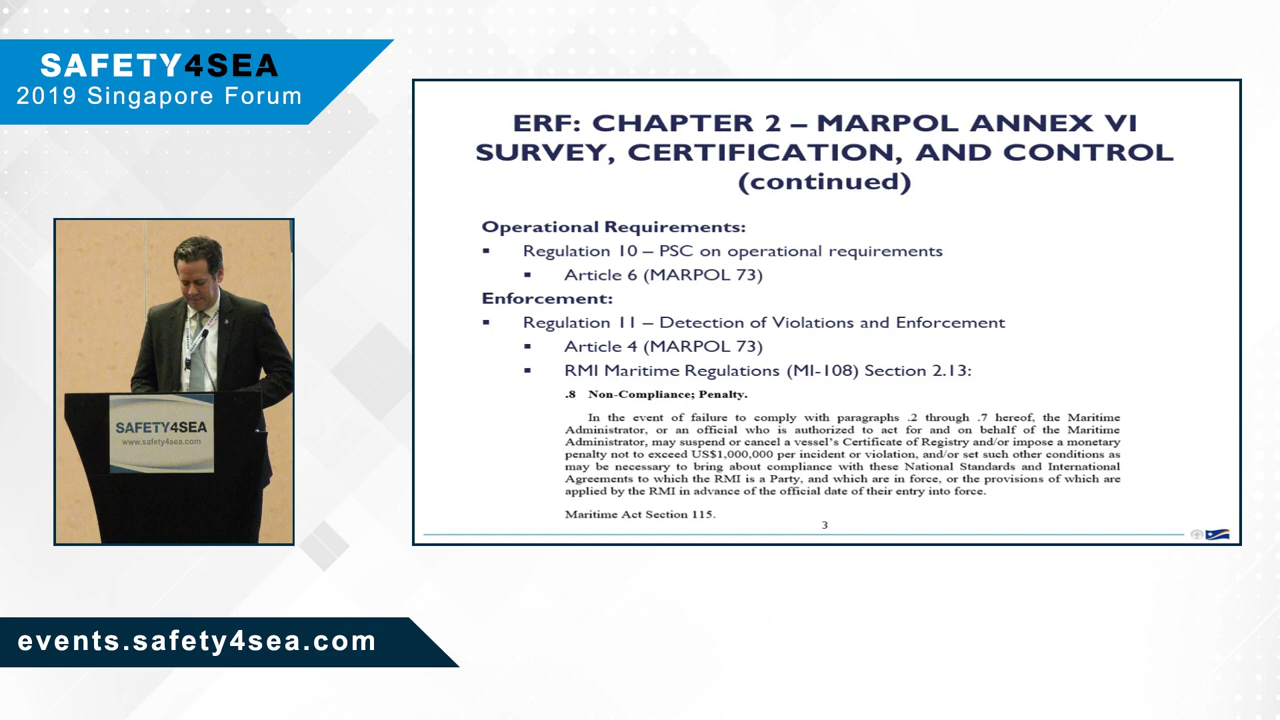 SAFETY4SEA
2019 Singapore Forum
ERF: CHAPTER 2 – MARPOL ANNEX VI
SURVEY, CERTIFICATION, AND CONTROL
(continued)
Operational Requirements:
▪ Regulation 10 – PSC on operational requirements
▪ Article 6 (MARPOL 73)
Enforcement:
▪ Regulation 11 – Detection of Violations and Enforcement
▪ Article 4 (MARPOL 73)
▪ RMI Maritime Regulations (MI-108) Section 2.13:
.8 Non-Compliance; Penalty.
In the event of failure to comply with paragraphs .2 through .7 hereof, the Maritime
Administrator, or an official who is authorized to act for and on behalf of the Maritime
Administrator, may suspend or cancel a vessel's Certificate of Registry and/or impose a monetary
penalty not to exceed US$1,000,000 per incident or violation, and/or set such other conditions as
may be necessary to bring about compliance with these National Standards and International
Agreements to which the RMI is a Party, and which are in force, or the provisions of which are
applied by the RMI in advance of the official date of their entry into force.
Maritime Act Section 115.
3
SAFETY4SEA
www.safety4sea.com
events.safety4sea.com